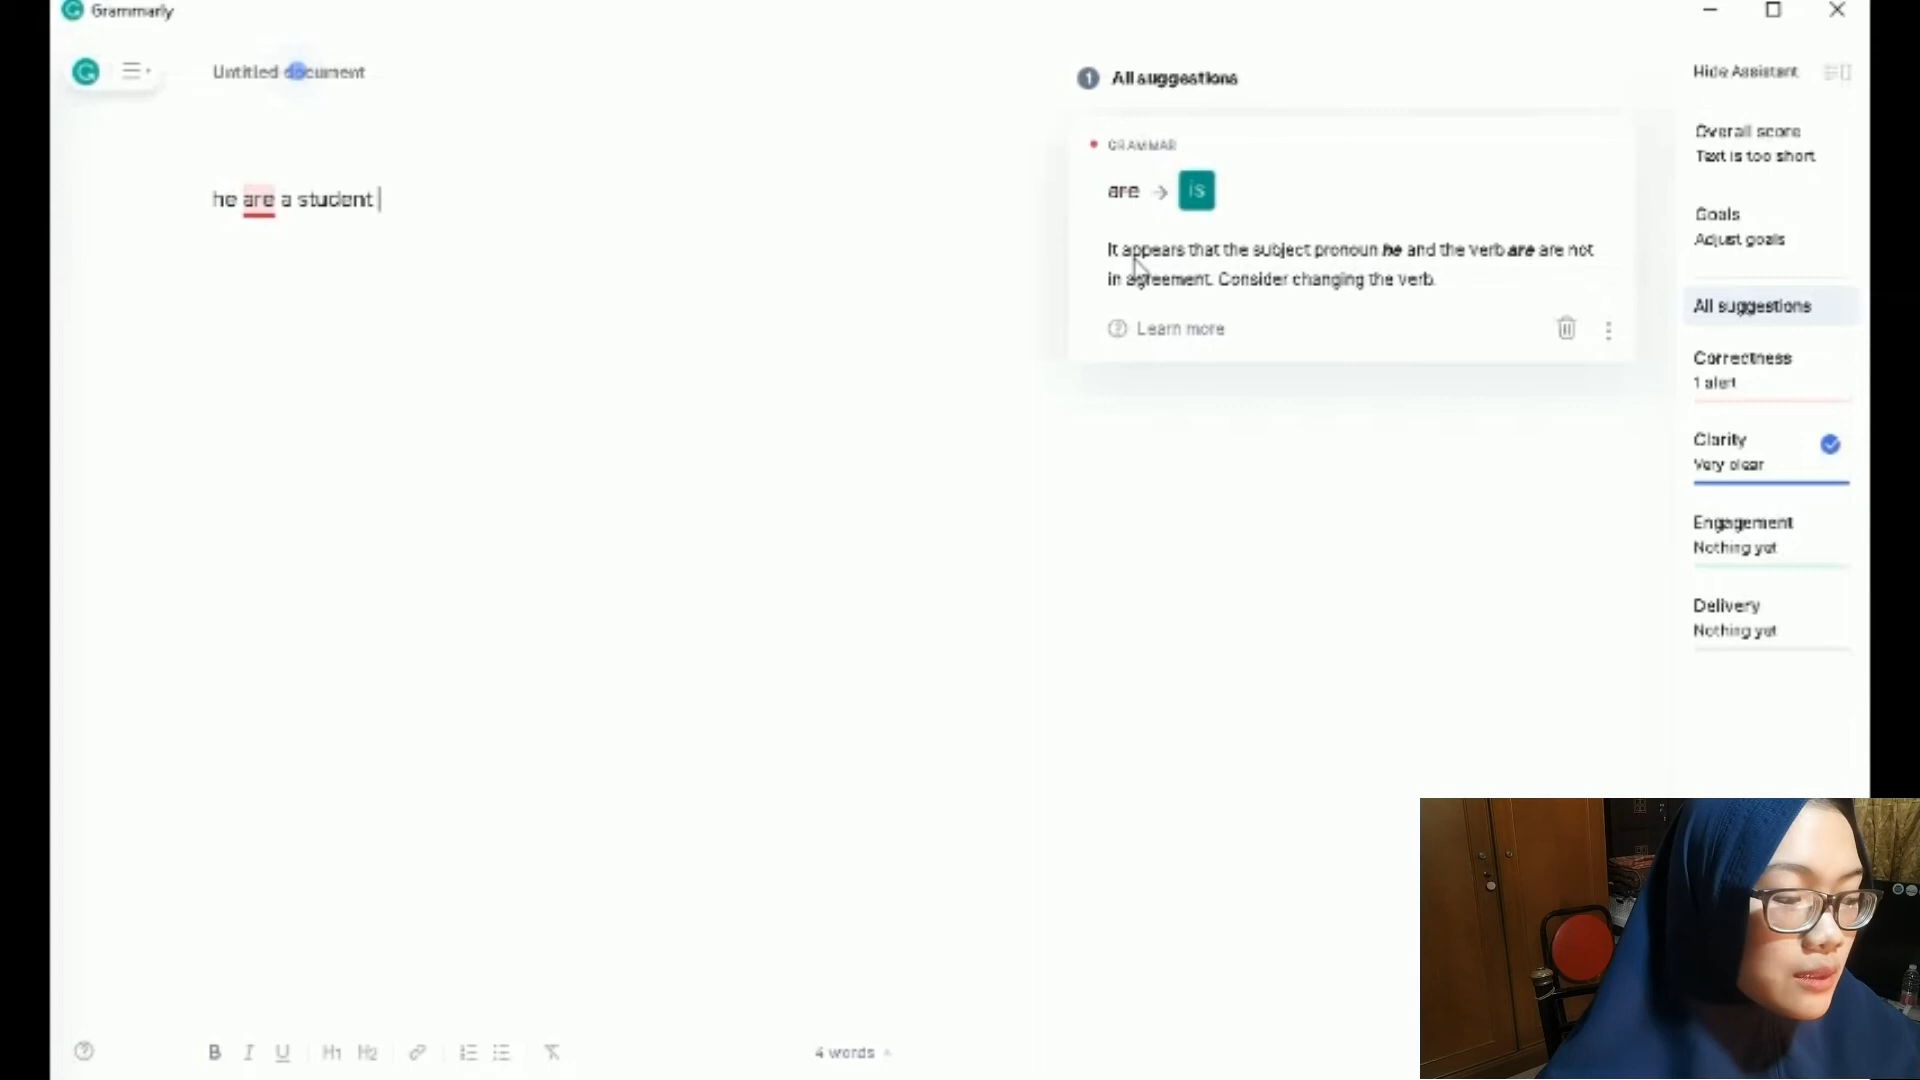 Grammarly
Untitled document
he are a student
1 All suggestions
GRAMMAR
are → is
It appears that the subject pronoun he and the verb are are not
in agreement. Consider changing the verb.
Learn more
Hide Assistant
Overall score
Text is too short
Goals
Adjust goals
All suggestions
Correctness
1 alert
Clarity
Very clear
Engagement
Nothing yet
Delivery
Nothing yet
B I U H1 H2
4 words